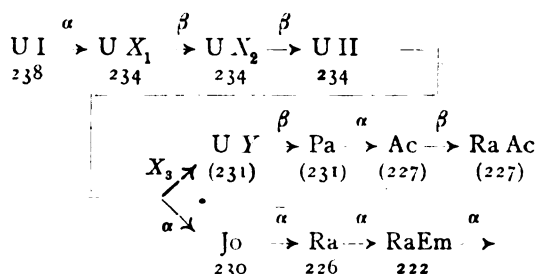 α β β
U I → U X₁ → U X₂ → U II
238 234 234 234
β α β
U Y → Pa → Ac → Ra Ac
(231) (231) (227) (227)
X₃
α α α α
Jo → Ra → RaEm →
230 226 222